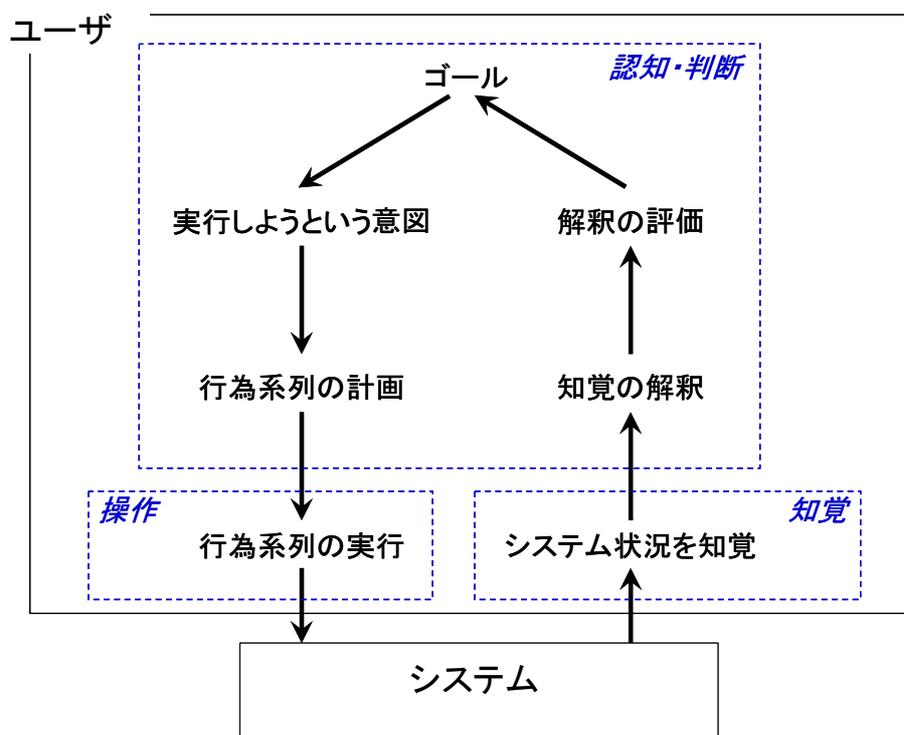 ユーザ
認知・判断
ゴール
実行しようという意図
解釈の評価
行為系列の計画
知覚の解釈
操作
知覚
行為系列の実行
システム状況を知覚
システム